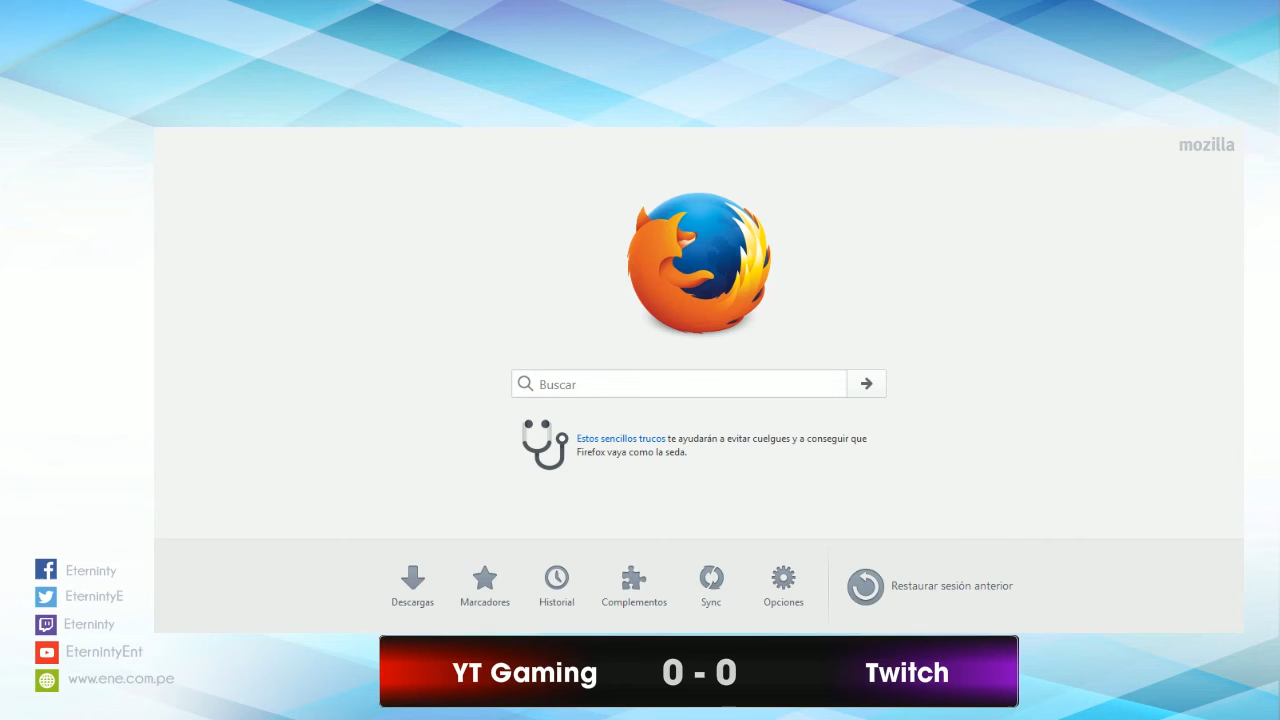 mozilla
Buscar
Estos sencillos trucos te ayudarán a evitar cuelgues y a conseguir que
Firefox vaya como la seda.
Descargas
Marcadores
Historial
Complementos
Sync
Opciones
Restaurar sesión anterior
Eterninty
EternintyE
Eterninty
EternintyEnt
www.ene.com.pe
YT Gaming 0 - 0 Twitch